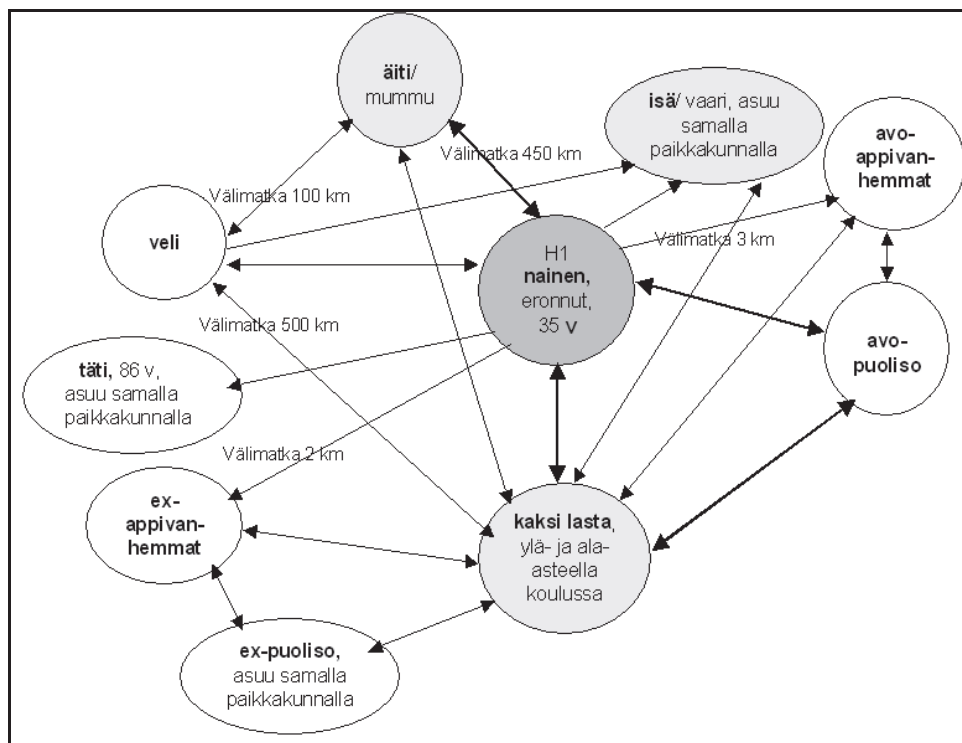 äiti/
mummu
isä/ vaari, asuu
samalla
paikkakunnalla
avo-
appivan-
hemmat
Välimatka 450 km
Välimatka 100 km
veli
H1
nainen,
eronnut,
35 v
Välimatka 3 km
Välimatka 500 km
avo-
puoliso
täti, 86 v,
asuu samalla
paikkakunnalla
Välimatka 2 km
ex-
appivan-
hemmat
kaksi lasta,
ylä- ja ala-
asteella
koulussa
ex-puoliso,
asuu samalla
paikkakunnalla